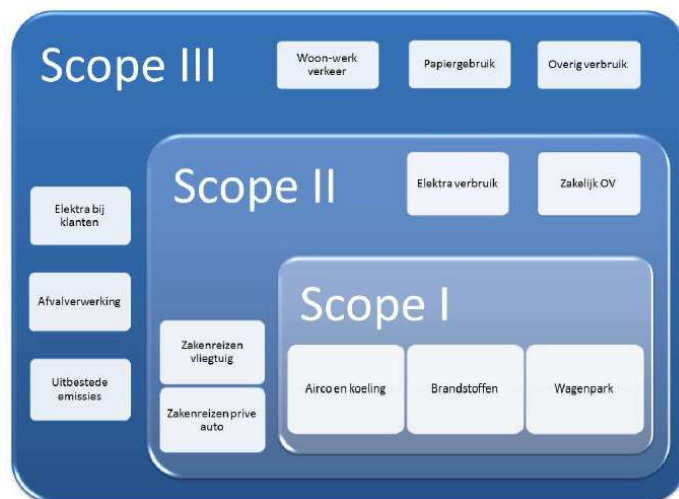 Scope III
Woon-werk
verkeer
Papiergebruik
Overig verbruik
Scope II
Elektra verbruik
Zakelijk OV
Elektra bij
klanten
Afvalverwerking
Uitbestede
emissies
Zakenreizen
vliegtuig
Zakenreizen prive
auto
Scope I
Airco en koeling
Brandstoffen
Wagenpark